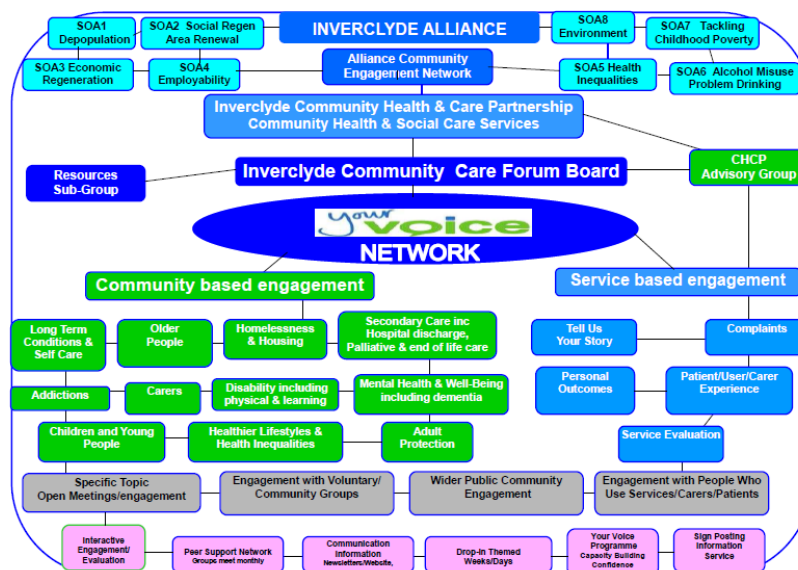 SOA1
Depopulation
SOA2 Social Regen
Area Renewal
INVERCLYDE ALLIANCE
SOA8
Environment
SOA7 Tackling
Childhood Poverty
SOA3 Economic
Regeneration
SOA4
Employability
Alliance Community
Engagement Network
SOA5 Health
Inequalities
SOA6 Alcohol Misuse
Problem Drinking
Inverclyde Community Health & Care Partnership
Community Health & Social Care Services
Resources
Sub-Group
Inverclyde Community Care Forum Board
CHCP
Advisory Group
your
voice
NETWORK
Community based engagement
Service based engagement
Long Term
Conditions &
Self Care
Older
People
Homelessness
& Housing
Secondary Care inc
Hospital discharge,
Palliative & end of life care
Tell Us
Your Story
Complaints
Addictions
Carers
Disability including
physical & learning
Mental Health & Well-Being
including dementia
Personal
Outcomes
Patient/User/Carer
Experience
Children and Young
People
Healthier Lifestyles &
Health Inequalities
Adult
Protection
Service Evaluation
Specific Topic
Open Meetings/engagement
Engagement with Voluntary/
Community Groups
Wider Public Community
Engagement
Engagement with People Who
Use Services/Carers/Patients
Interactive
Engagement/
Evaluation
Peer Support Network
Groups meet monthly
Communication
Information
Newsletters/Website,
Drop-In Themed
Weeks/Days
Your Voice
Programme
Capacity Building
Confidence
Sign Posting
Information
Service